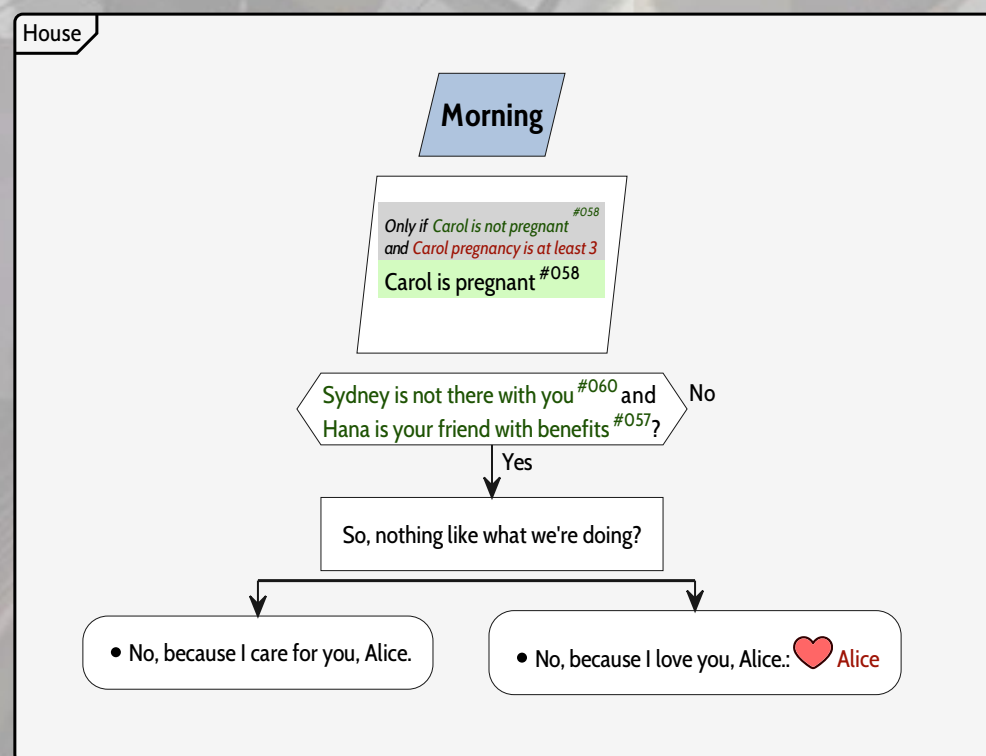 House
Morning
Only if Carol is not pregnant #058
and Carol pregnancy is at least 3
Carol is pregnant #058
Sydney is not there with you #060 and
Hana is your friend with benefits #057?
No
Yes
So, nothing like what we're doing?
• No, because I care for you, Alice.
• No, because I love you, Alice.: Alice